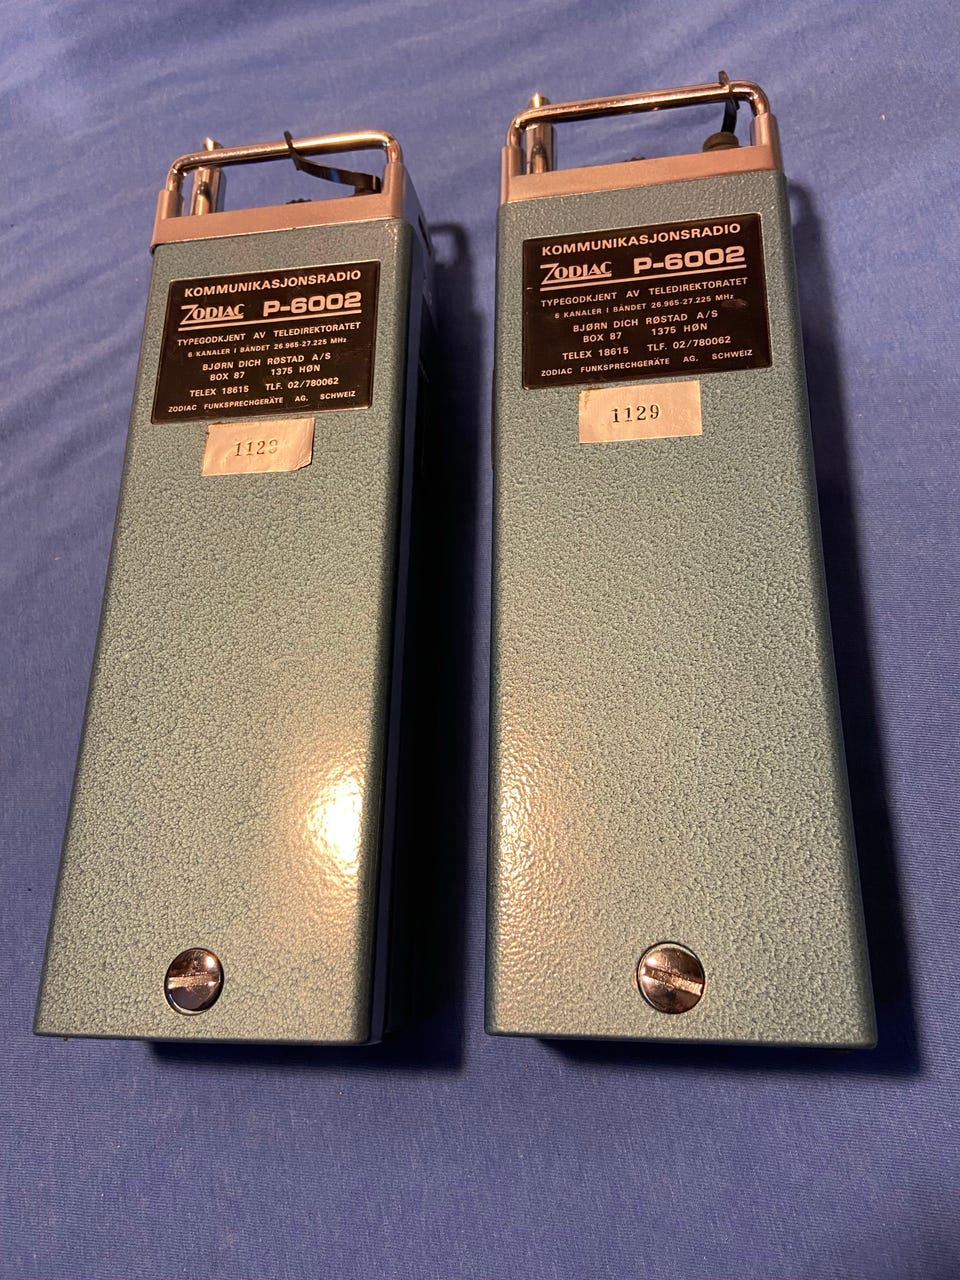 KOMMUNIKASJONSRADIO
ZODIAC P-6002
TYPEGODKJENT AV TELEDIREKTORATET
6 KANALER I BÅNDET 26.965-27.225 MHz
BJØRN DICH RØSTAD A/S
BOX 87 1375 HØN
TELEX 18615 TLF. 02/780062
ZODIAC FUNKSPRECHGERÄTE AG. SCHWEIZ
1129
KOMMUNIKASJONSRADIO
ZODIAC P-6002
TYPEGODKJENT AV TELEDIREKTORATET
6 KANALER I BÅNDET 26.965-27.225 MHz
BJØRN DICH RØSTAD A/S
BOX 87 1375 HØN
TELEX 18615 TLF. 02/780062
ZODIAC FUNKSPRECHGERÄTE AG. SCHWEIZ
1129